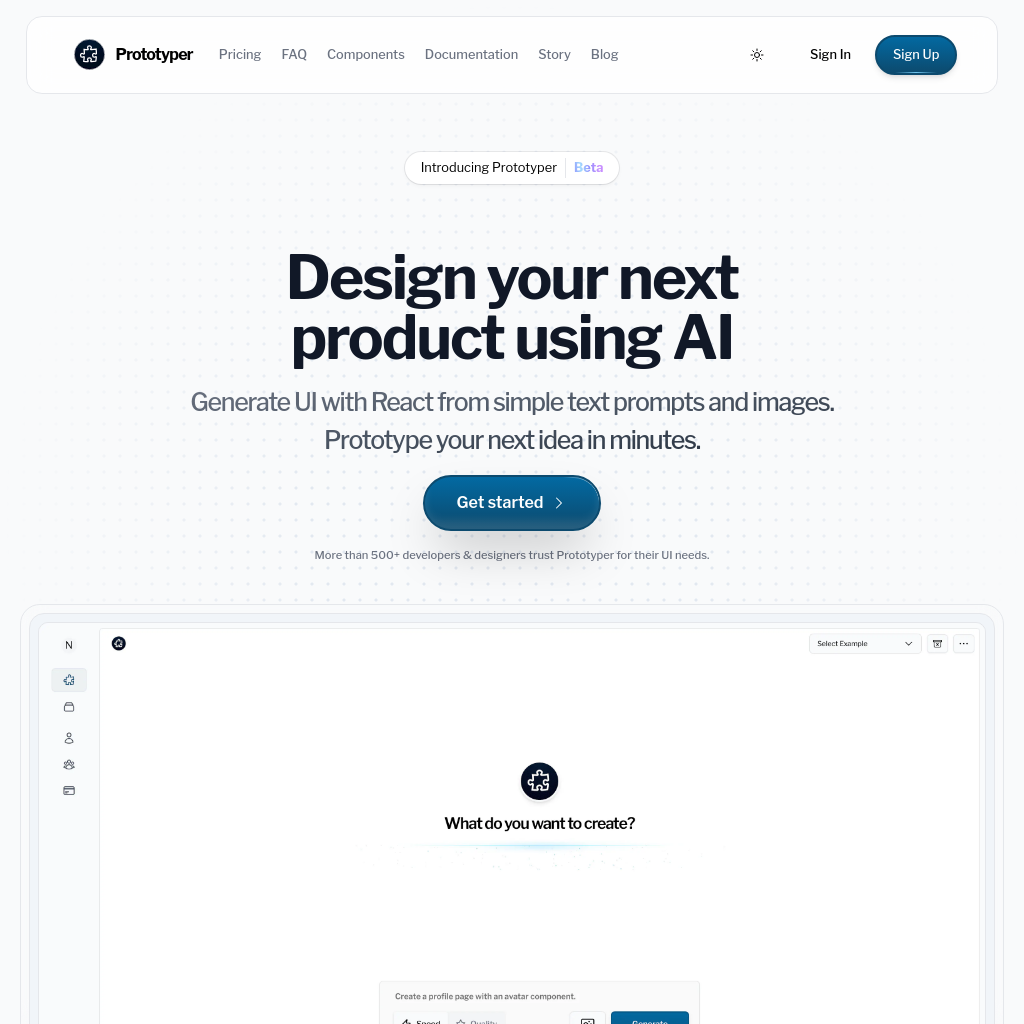 Prototyper
Pricing FAQ Components Documentation Story Blog
Sign In
Sign Up
Introducing Prototyper Beta
Design your next
product using AI
Generate UI with React from simple text prompts and images.
Prototype your next idea in minutes.
Get started
More than 500+ developers & designers trust Prototyper for their UI needs.
N
Select Example
What do you want to create?
Create a profile page with an avatar component.
Speed Quality
Generate